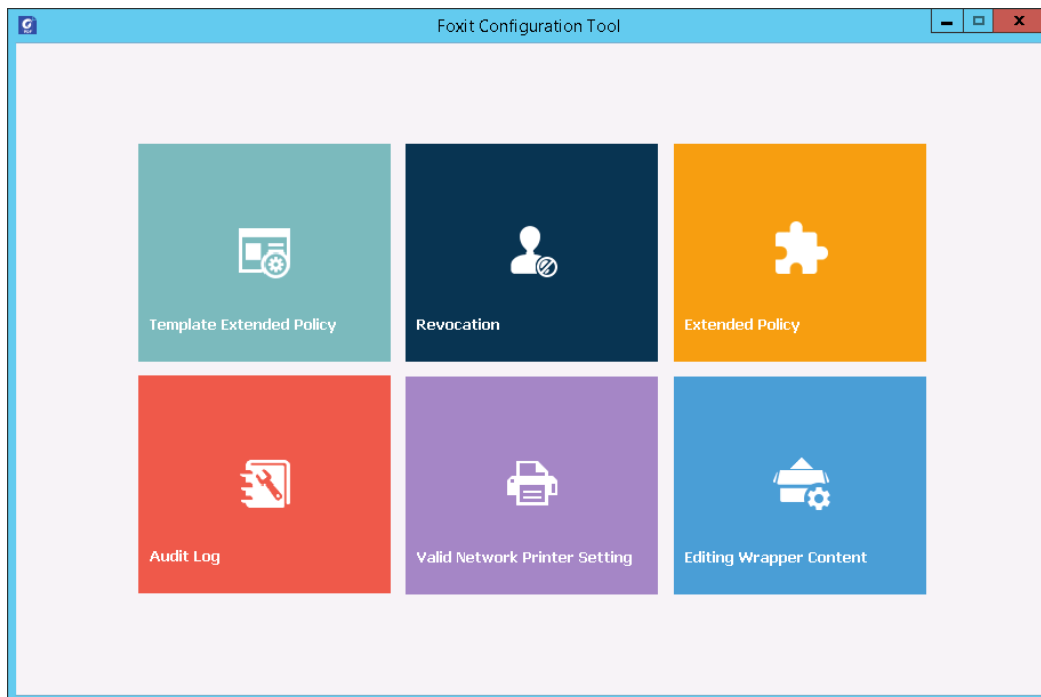 Foxit Configuration Tool
Template Extended Policy
Revocation
Extended Policy
Audit Log
Valid Network Printer Setting
Editing Wrapper Content